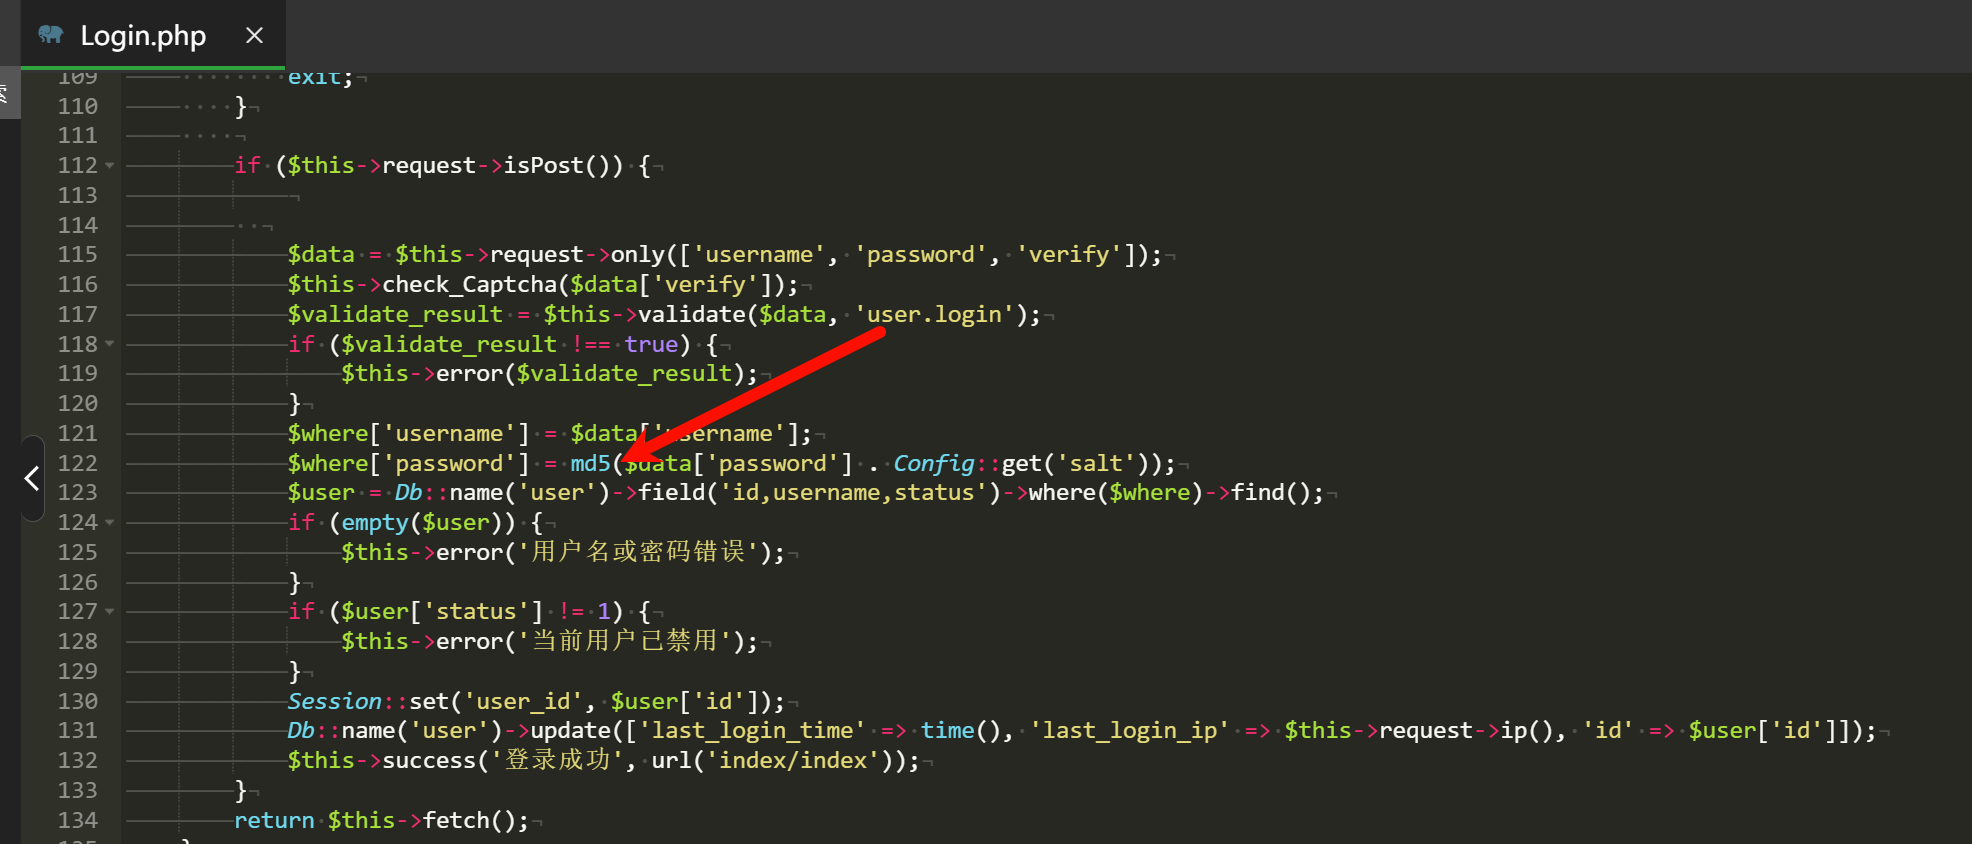 Login.php ×
109 exit;
110 }
111
112 if ($this->request->isPost()) {
113
114
115 $data = $this->request->only(['username', 'password', 'verify']);
116 $this->check_Captcha($data['verify']);
117 $validate_result = $this->validate($data, 'user.login');
118 if ($validate_result !== true) {
119 $this->error($validate_result);
120 }
121 $where['username'] = $data['username'];
122 $where['password'] = md5($data['password'] . Config::get('salt'));
123 $user = Db::name('user')->field('id,username,status')->where($where)->find();
124 if (empty($user)) {
125 $this->error('用户名或密码错误');
126 }
127 if ($user['status'] != 1) {
128 $this->error('当前用户已禁用');
129 }
130 Session::set('user_id', $user['id']);
131 Db::name('user')->update(['last_login_time' => time(), 'last_login_ip' => $this->request->ip(), 'id' => $user['id']]);
132 $this->success('登录成功', url('index/index'));
133 }
134 return $this->fetch();